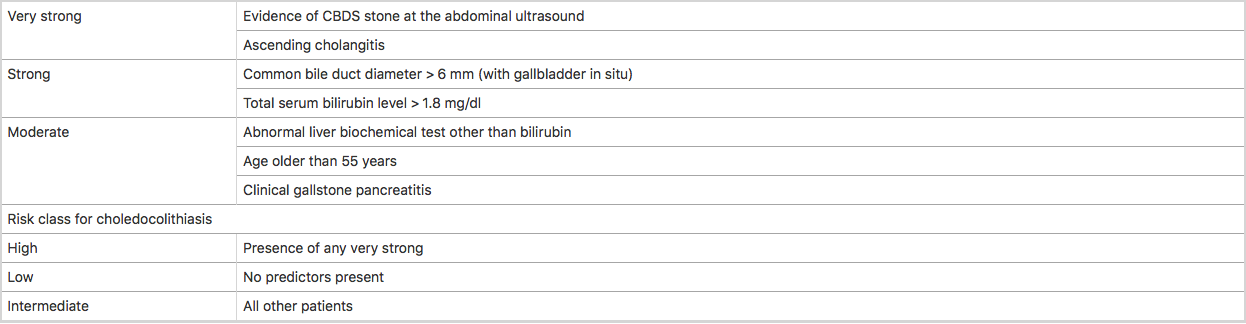 Very strong Evidence of CBDS stone at the abdominal ultrasound
Ascending cholangitis
Strong Common bile duct diameter > 6 mm (with gallbladder in situ)
Total serum bilirubin level > 1.8 mg/dl
Moderate Abnormal liver biochemical test other than bilirubin
Age older than 55 years
Clinical gallstone pancreatitis
Risk class for choledocolithiasis
High Presence of any very strong
Low No predictors present
Intermediate All other patients